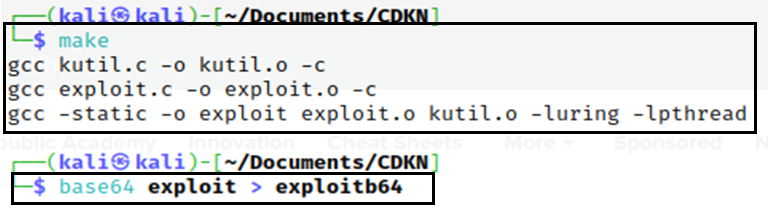 ┌──(kali㉿kali)-[~/Documents/CDKN]
└─$ make
gcc kutil.c -o kutil.o -c
gcc exploit.c -o exploit.o -c
gcc -static -o exploit exploit.o kutil.o -luring -lpthread
public Academy Innovation Cheat Sheets More Sponsored
┌──(kali㉿kali)-[~/Documents/CDKN]
└─$ base64 exploit > exploitb64